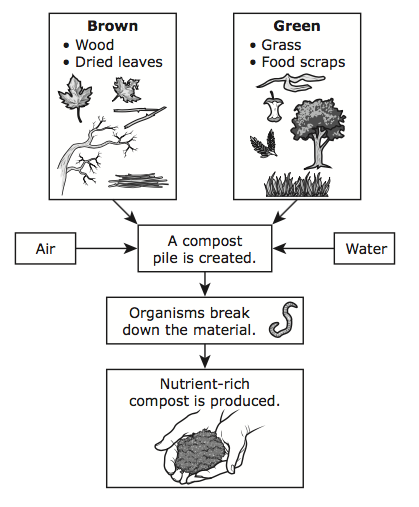 Brown
• Wood
• Dried leaves
Green
• Grass
• Food scraps
Air
A compost
pile is created.
Water
Organisms break
down the material.
Nutrient-rich
compost is produced.